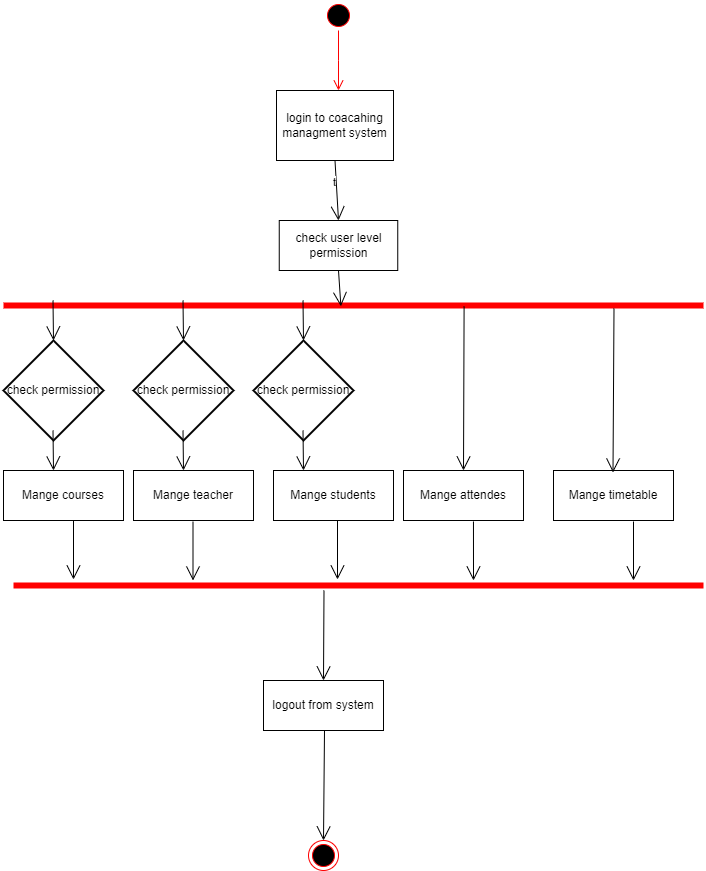 login to coacahing
managment system
t
check user level
permission
check permission
check permission
check permission
Mange courses
Mange teacher
Mange students
Mange attendes
Mange timetable
logout from system